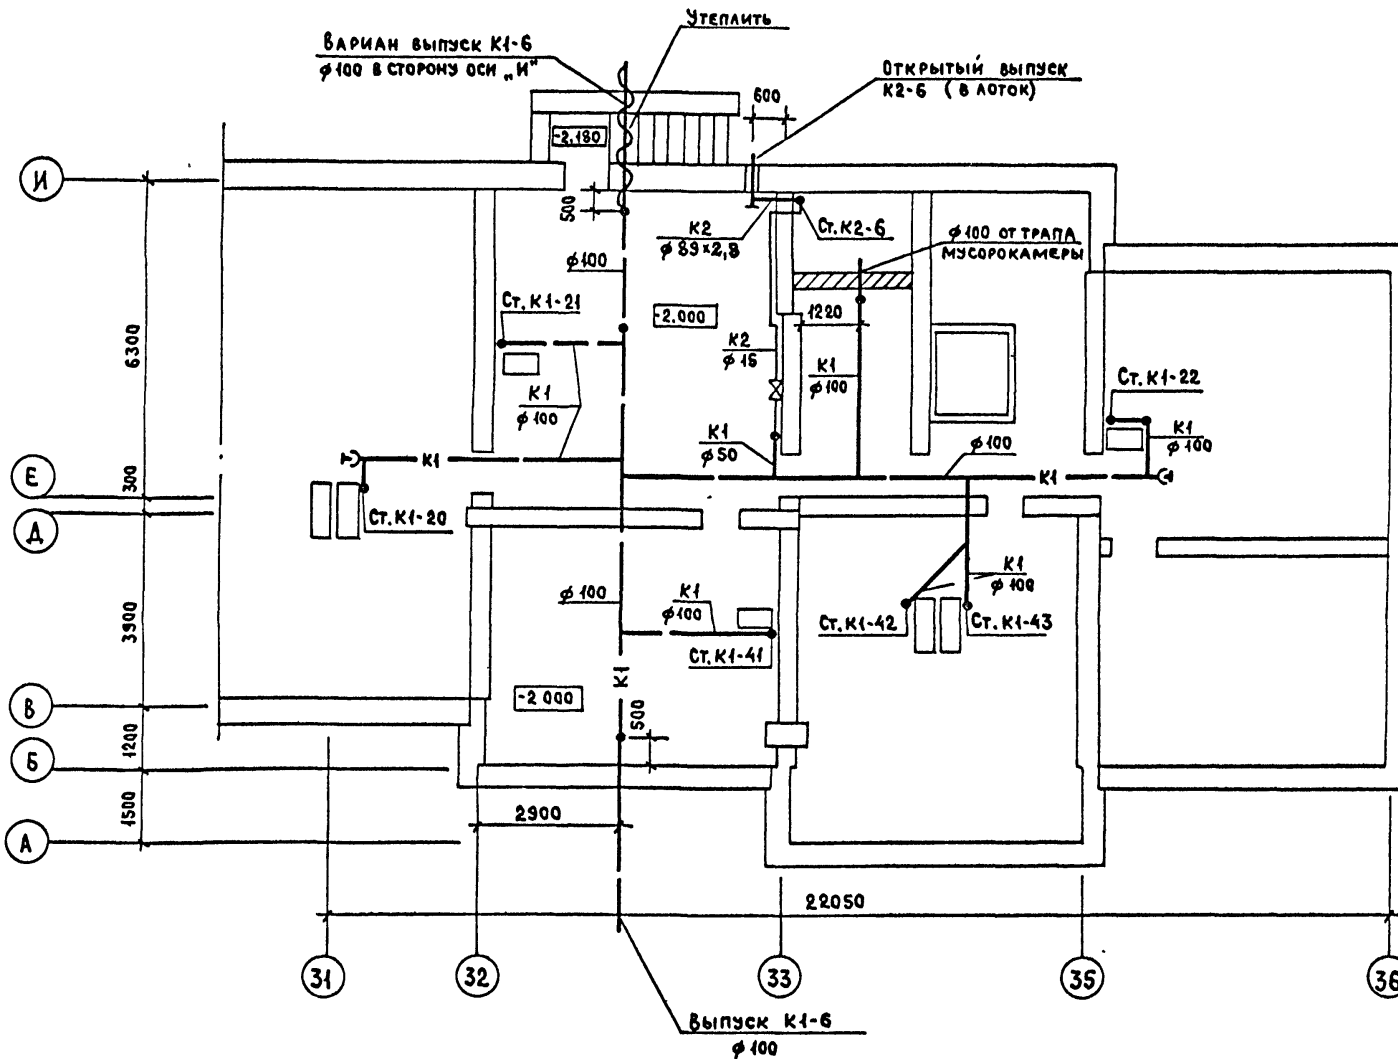 Утеплить
Вариан выпуск К1-6
ф100 в сторону оси „И"
Открытый выпуск
К2-6 (в лоток)
600
-2,180
И
500
К2
ф89×2,8
Ст.К2-6
ф100 от трапа
мусорокамеры
ф100
Ст.К1-21
-2.000
1220
6300
К2
ф15
К1
ф100
Ст.К1-22
К1
ф100
К1
ф50
К1
ф100
ф100
К1
К1
Е
300
Д
Ст.К1-20
ф100
К1
ф100
К1
ф100
3900
Ст.К1-41
Ст.К1-42
Ст.К1-43
К1
-2 000
В
500
1200
Б
1500
2900
А
22050
31
32
33
35
36
Выпуск К1-6
ф100